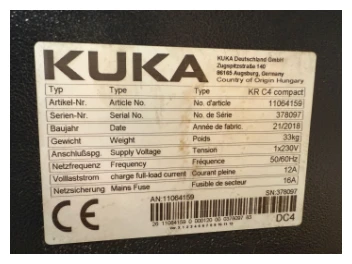 KUKA
KUKA Deutschland GmbH
Zugspitzstraße 140
86165 Augsburg, Germany
Country of Origin Hungary
Typ Type Type KR C4 compact
Artikel-Nr. Article No. No. d'article 11064159
Serien-Nr. Serial No. No. de Série 378097
Baujahr Date Année de fabric. 21/2018
Gewicht Weight Poids 33kg
Anschlußspg. Supply Voltage Tension 1x230V
Netzfrequenz Frequency Fréquence 50/60Hz
Volllaststrom charge full-load current Courant pleine 12A
Netzsicherung Mains Fuse Fusible de secteur 16A
AN:11064159 SN:378097
CE DC4